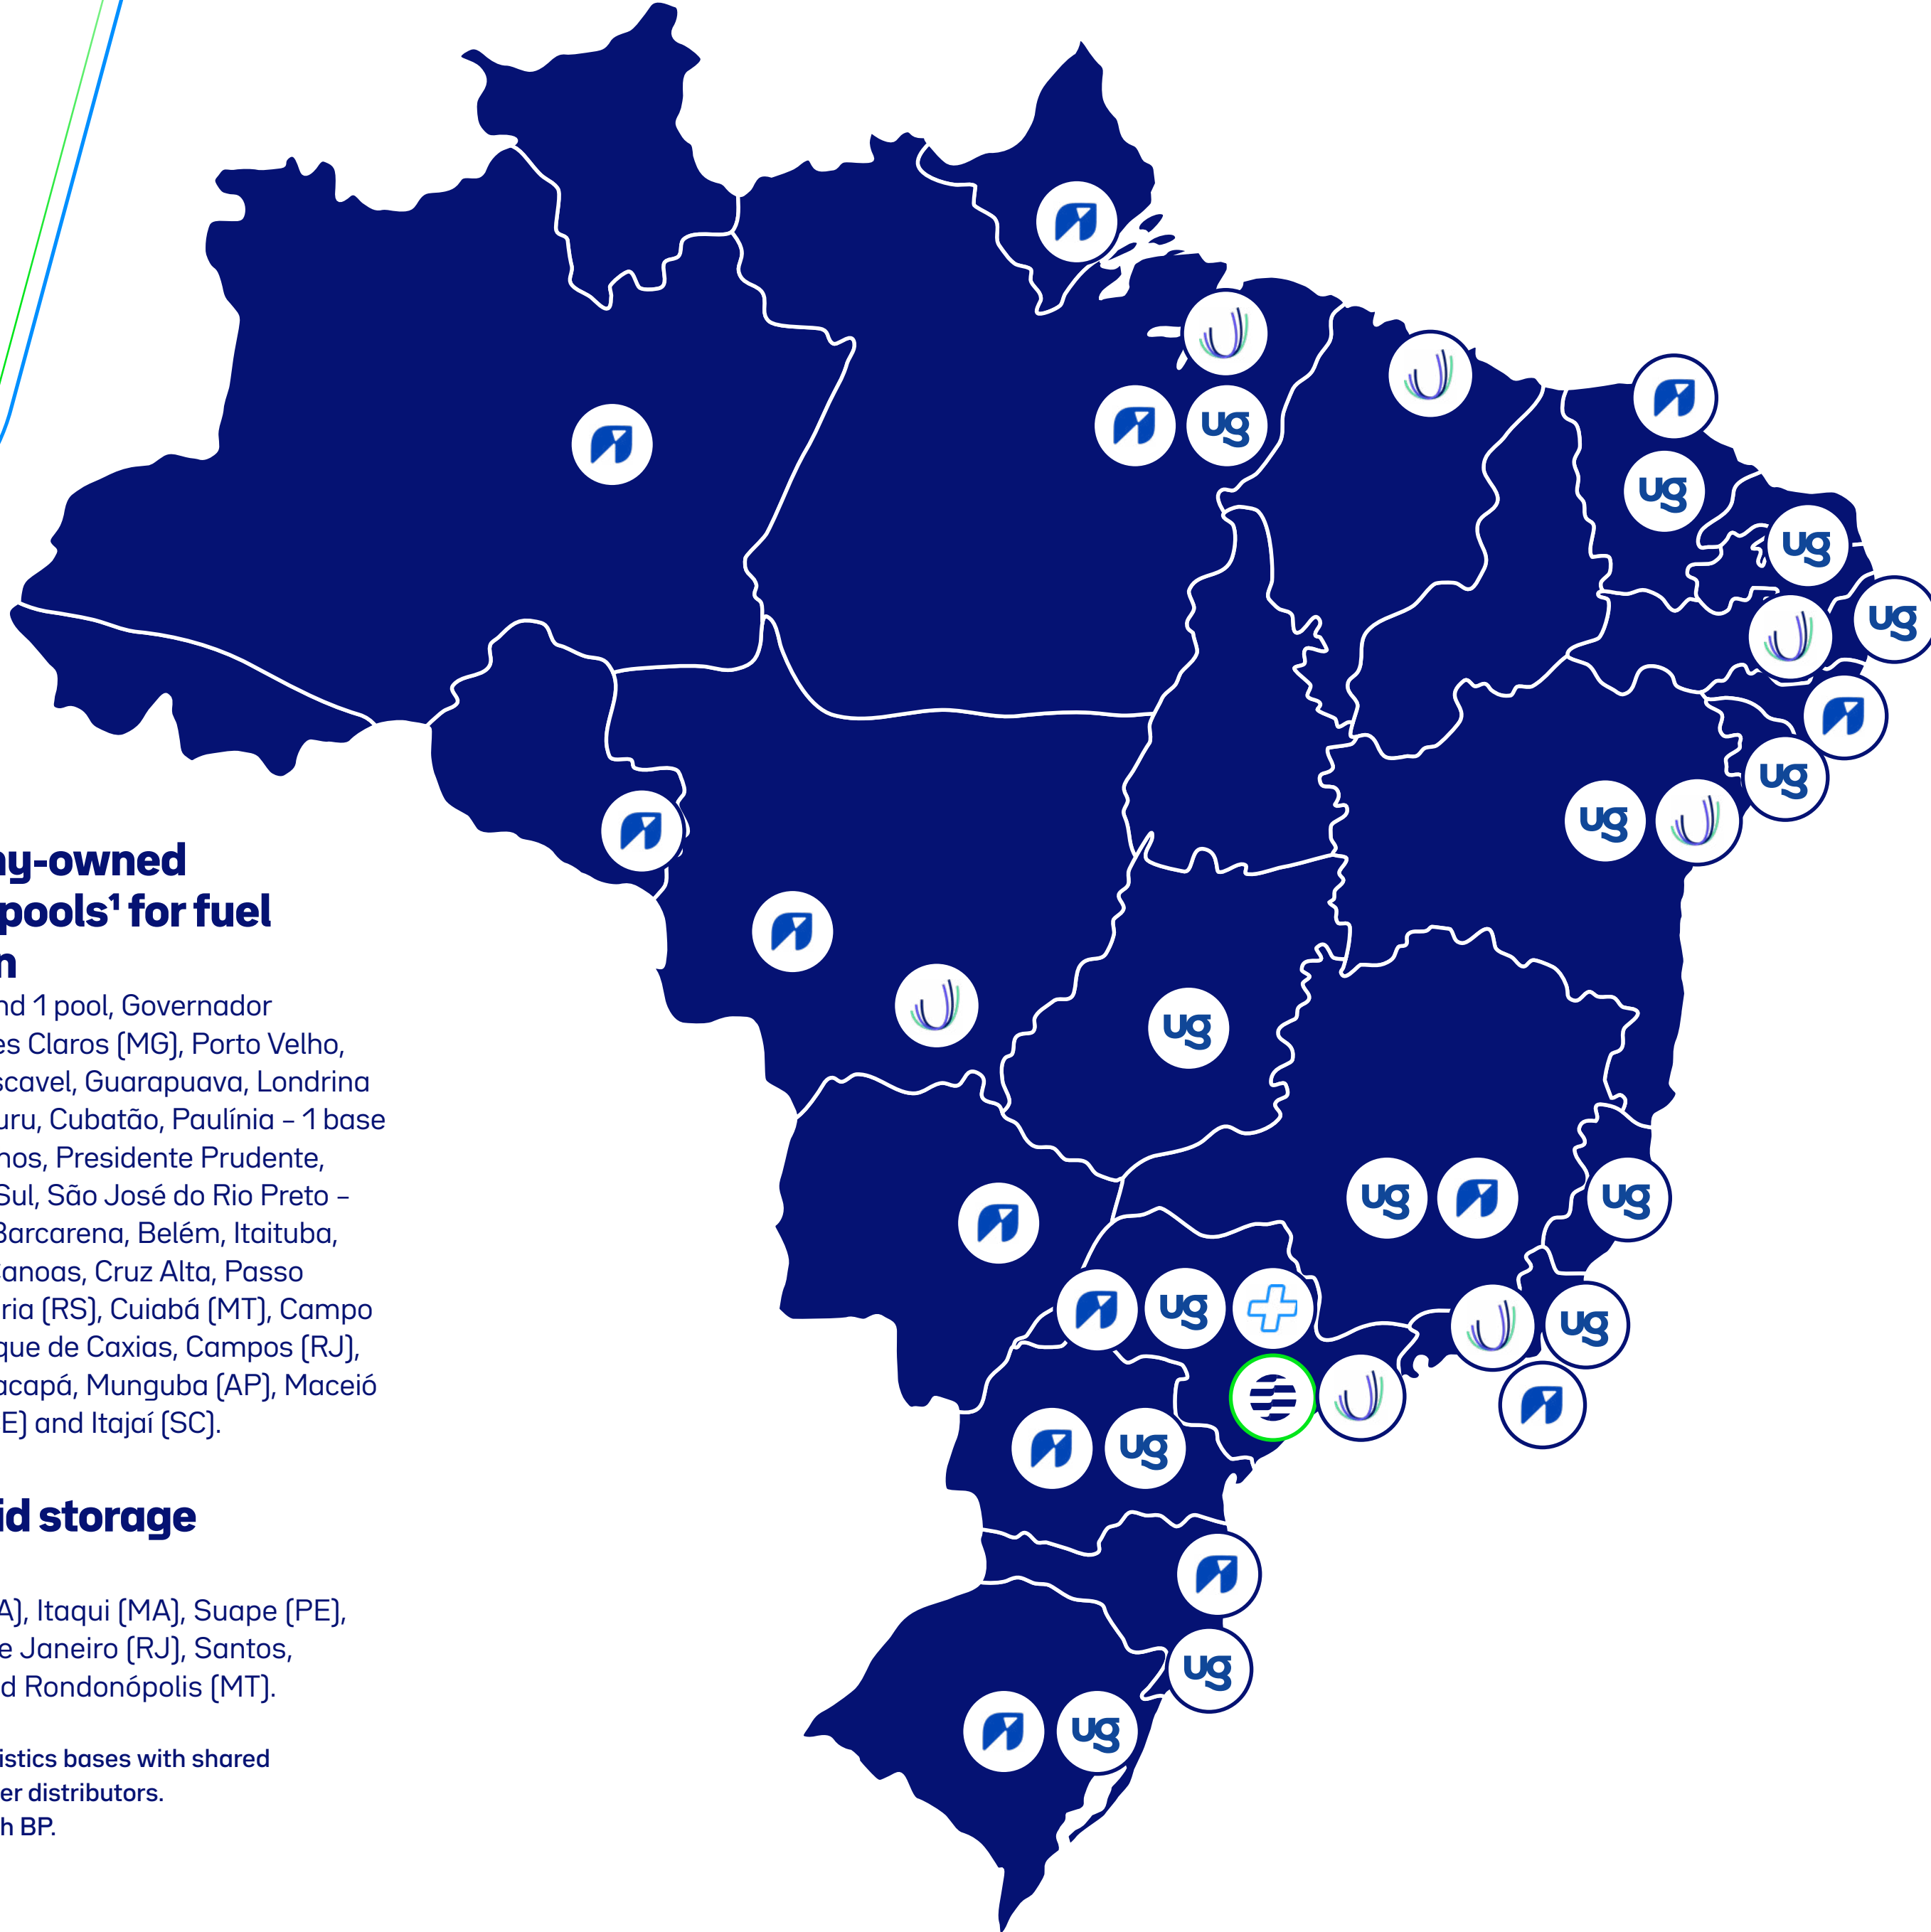 ny-owned
pools¹ for fuel
n
nd 1 pool, Governador
es Claros (MG), Porto Velho,
scavel, Guarapuava, Londrina
uru, Cubatão, Paulínia – 1 base
nos, Presidente Prudente,
Sul, São José do Rio Preto –
Barcarena, Belém, Itaituba,
Canoas, Cruz Alta, Passo
ria (RS), Cuiabá (MT), Campo
que de Caxias, Campos (RJ),
acapá, Munguba (AP), Maceió
E) and Itajaí (SC).
id storage
A), Itaqui (MA), Suape (PE),
e Janeiro (RJ), Santos,
d Rondonópolis (MT).
istics bases with shared
er distributors.
h BP.
ug
ug
ug
ug
ug
ug
ug
ug
ug
ug
ug
ug
ug
ug